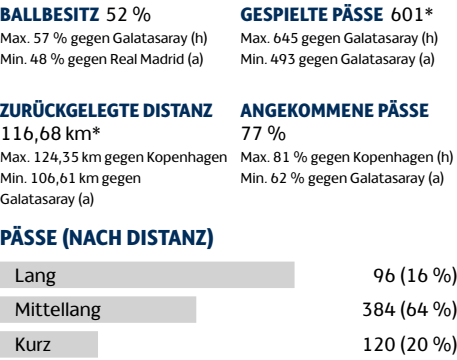 BALLBESITZ 52 %
Max. 57 % gegen Galatasaray (h)
Min. 48 % gegen Real Madrid (a)
GESPIELTE PÄSSE 601*
Max. 645 gegen Galatasaray (h)
Min. 493 gegen Galatasaray (a)
ZURÜCKGELEGTE DISTANZ
116,68 km*
Max. 124,35 km gegen Kopenhagen
Min. 106,61 km gegen
Galatasaray (a)
ANGEKOMMENE PÄSSE
77 %
Max. 81 % gegen Kopenhagen (h)
Min. 62 % gegen Galatasaray (a)
PÄSSE (NACH DISTANZ)
Lang 96 (16 %)
Mittellang 384 (64 %)
Kurz 120 (20 %)